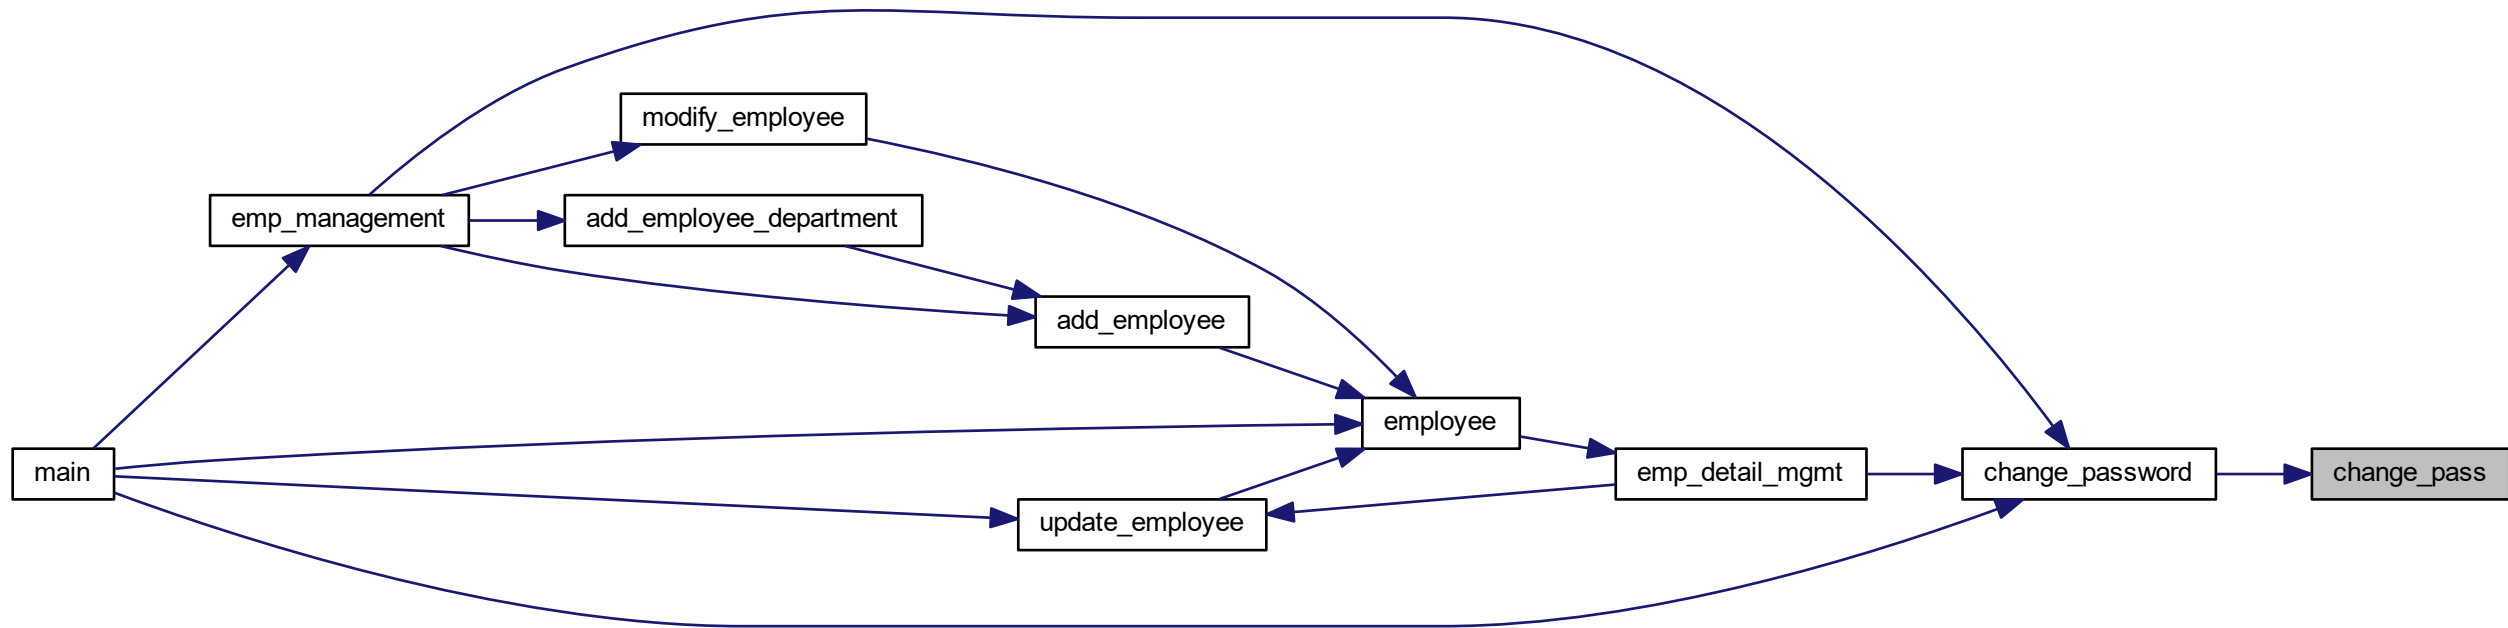 modify_employee
emp_management
add_employee_department
add_employee
employee
main
emp_detail_mgmt
change_password
change_pass
update_employee